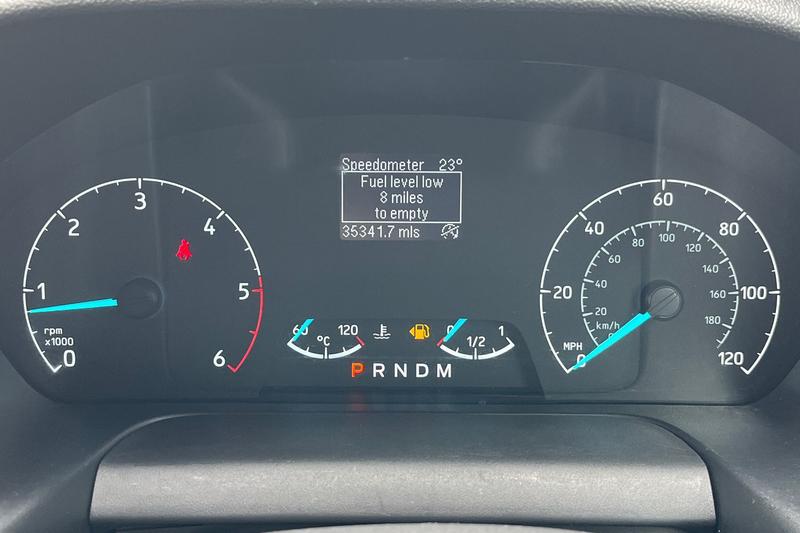 Speedometer 23°
Fuel level low
8 miles
to empty
35341.7 mls
0
1
2
3
4
5
6
rpm
x1000
60
120
°C
0
1/2
1
P R N D M
0
20
40
60
80
100
120
MPH
20
40
60
80
100
120
140
160
180
km/h